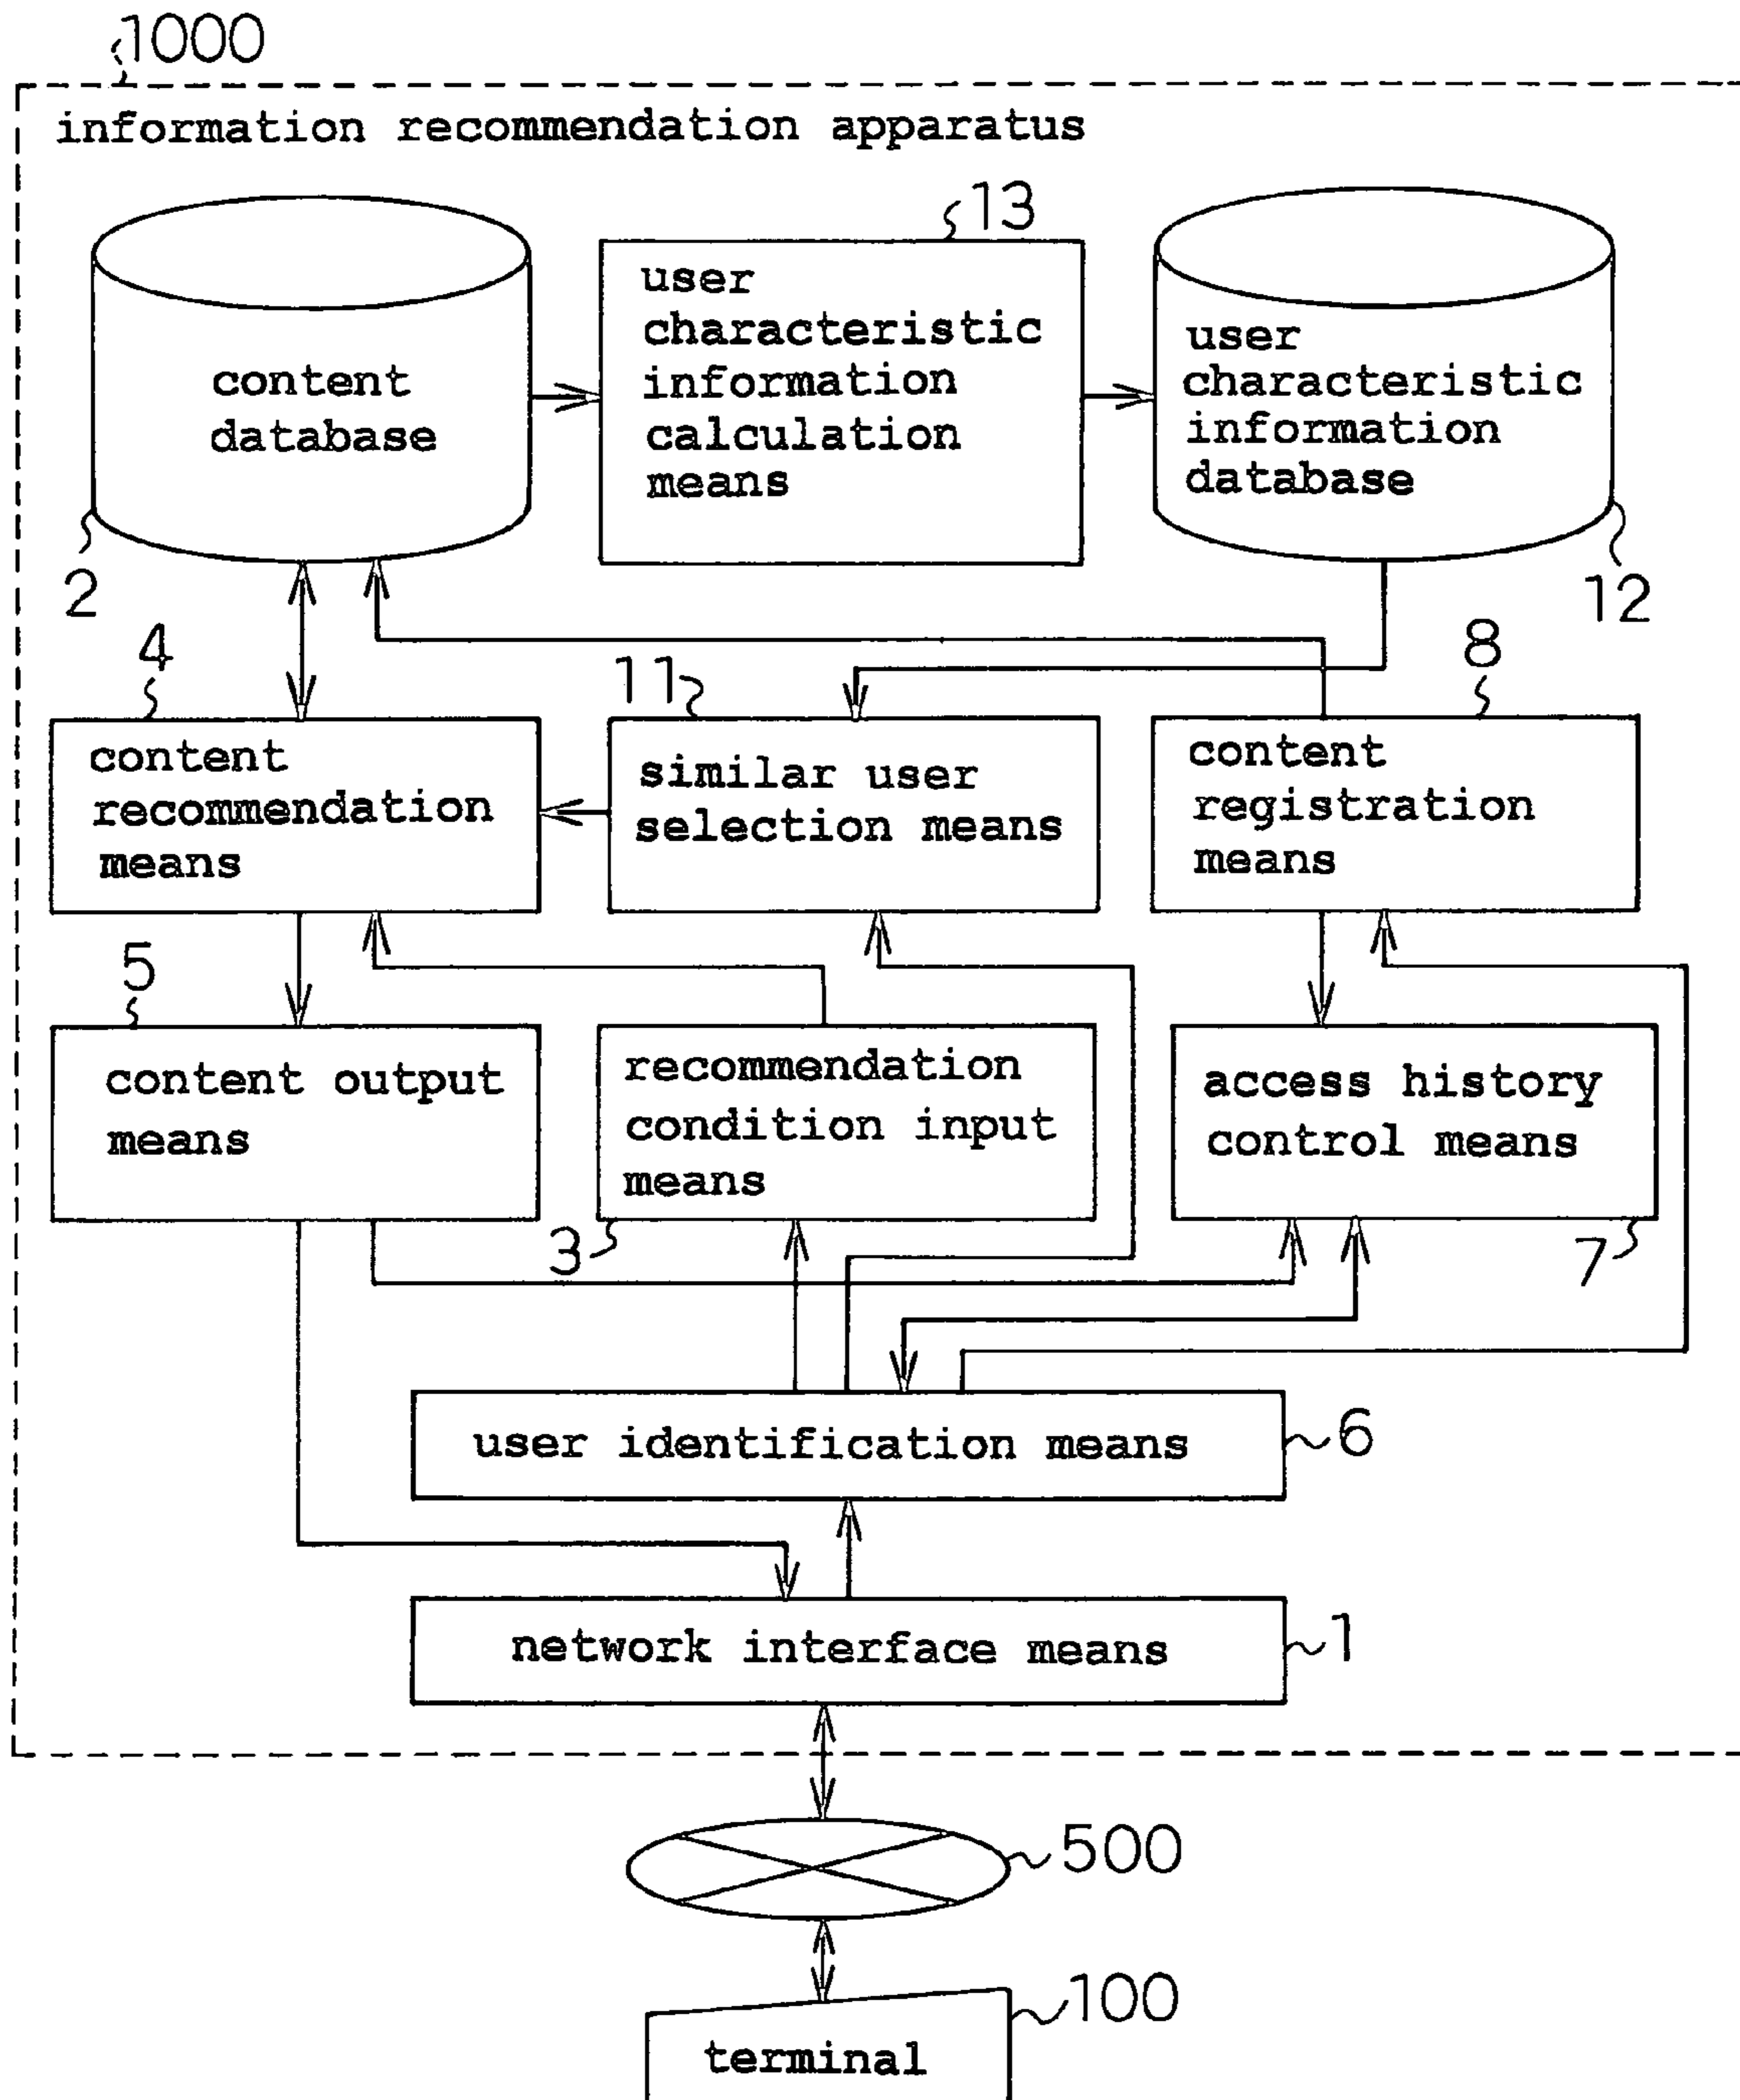 1000
information recommendation apparatus
13
content
database
user
characteristic
information
calculation
means
user
characteristic
information
database
2
12
4
11
8
content
recommendation
means
similar user
selection means
content
registration
means
5
content output
means
recommendation
condition input
means
access history
control means
3
7
user identification means
6
network interface means
1
500
100
terminal